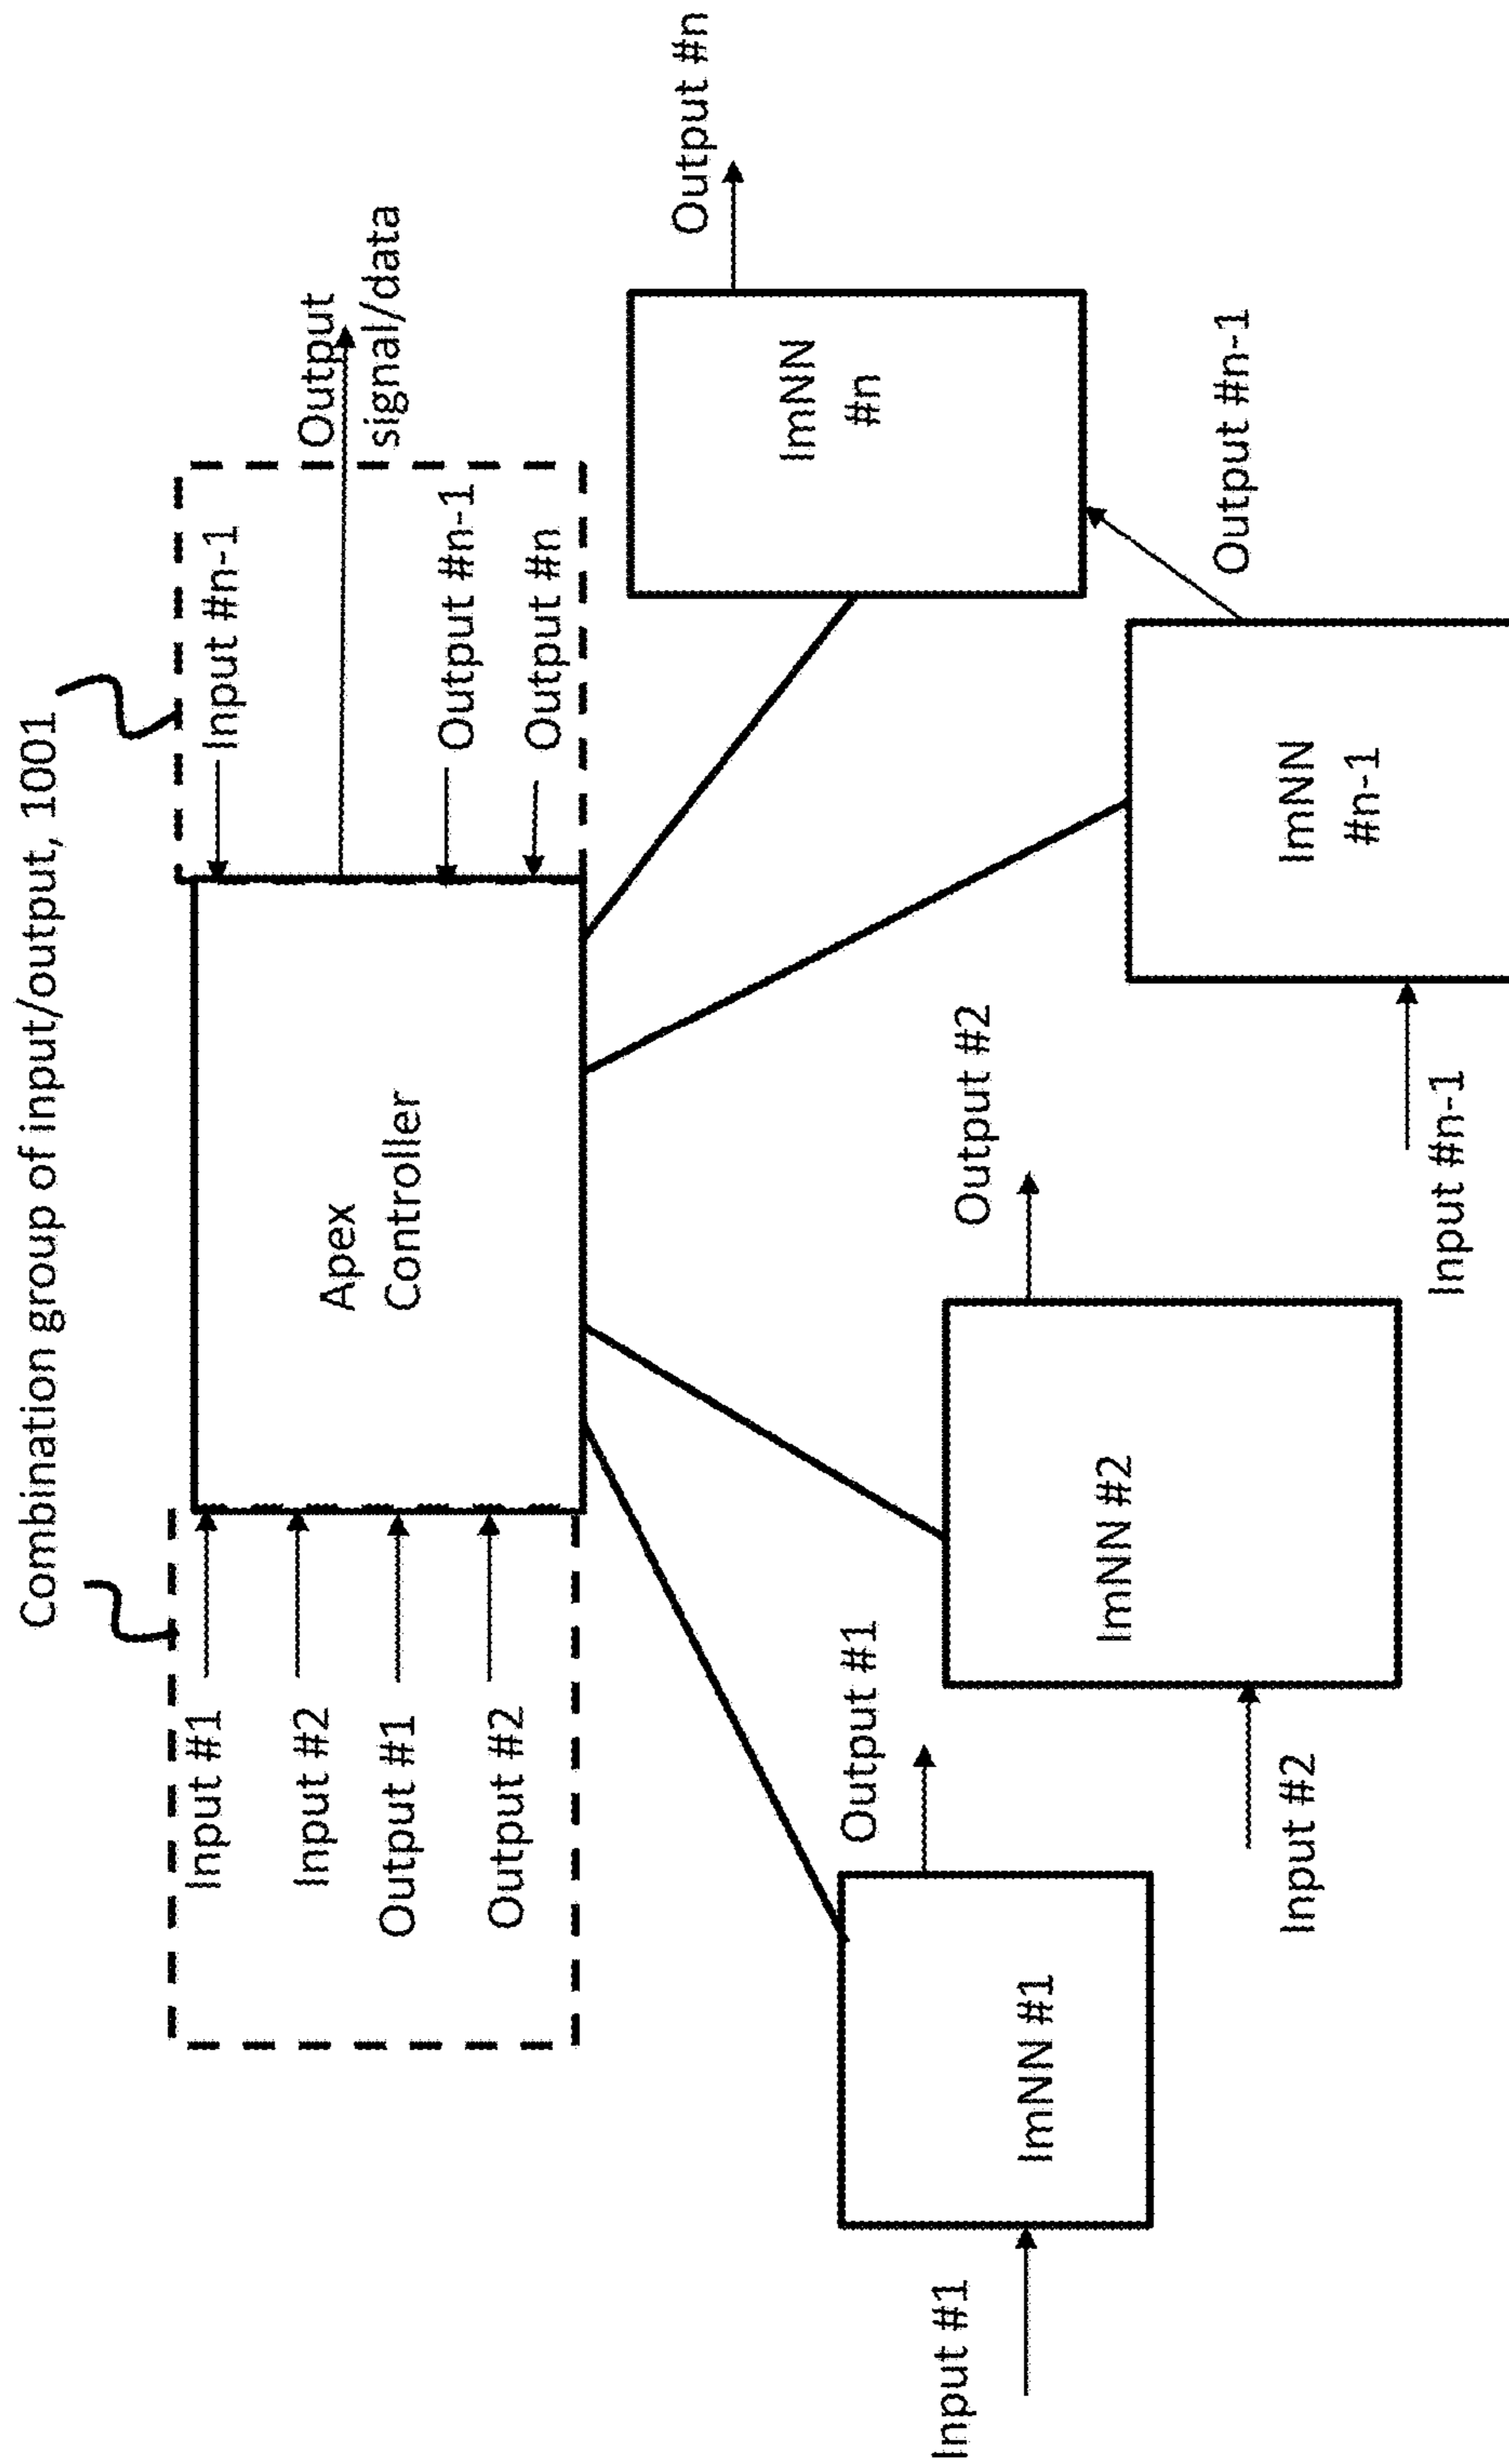 Combination group of input/output, 1001
Input #1
Input #2
Output #1
Output #2
Apex
Controller
Input #n-1
Output
signal/data
Output #n-1
Output #n
Input #1
ImNN #1
Output #1
Input #2
ImNN #2
Output #2
Input #n-1
ImNN
#n-1
Output #n-1
ImNN
#n
Output #n